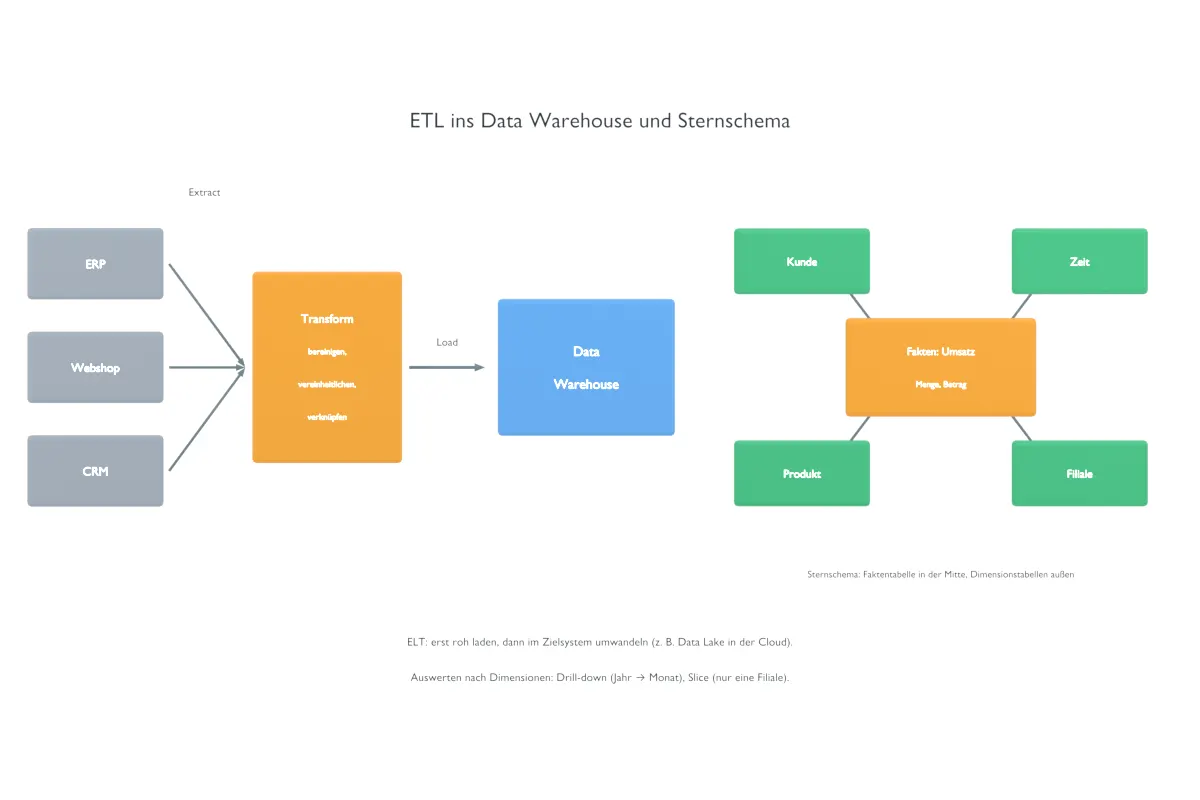 ETL ins Data Warehouse und Sternschema
Extract
ERP
Webshop
CRM
Transform
bereinigen,
vereinheitlichen,
verknüpfen
Load
Data
Warehouse
Kunde
Zeit
Fakten: Umsatz
Menge, Betrag
Produkt
Filiale
Sternschema: Faktentabelle in der Mitte, Dimensionstabellen außen
ELT: erst roh laden, dann im Zielsystem umwandeln (z. B. Data Lake in der Cloud).
Auswerten nach Dimensionen: Drill-down (Jahr → Monat), Slice (nur eine Filiale).